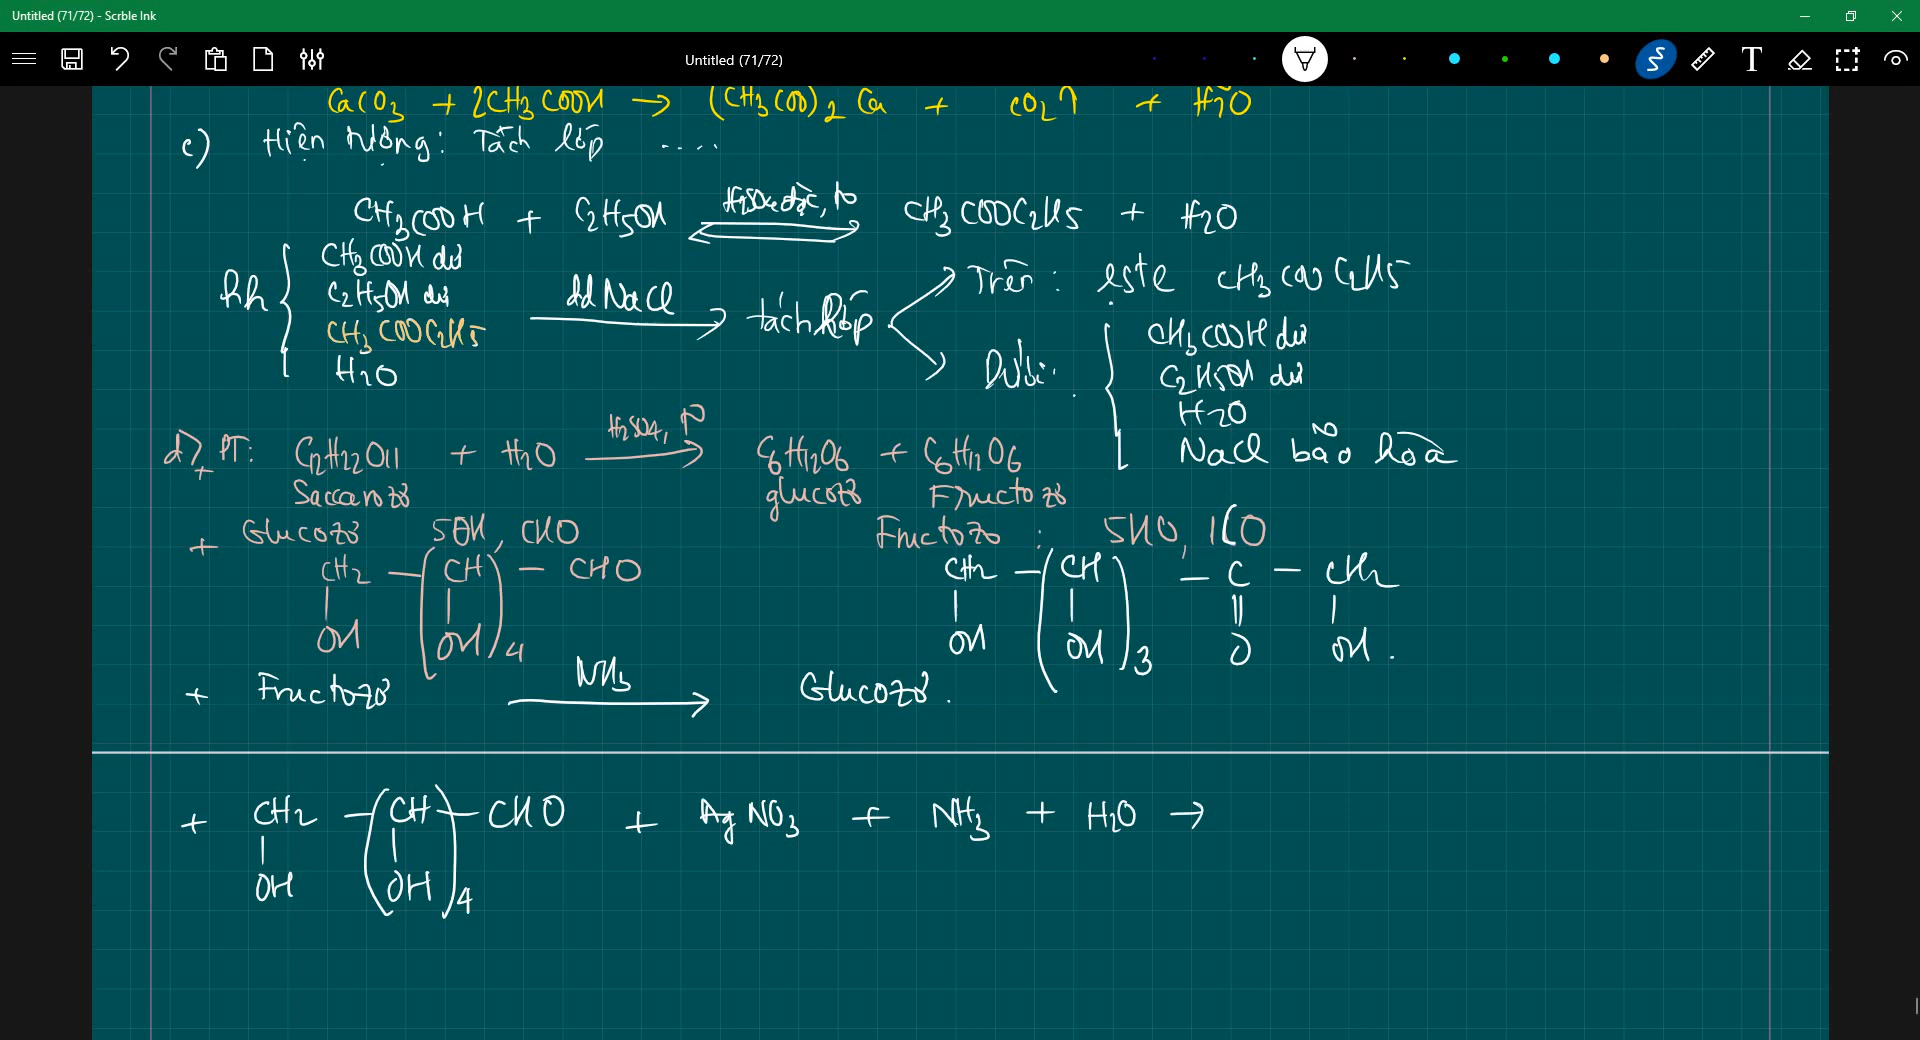 Untitled (71/72) - Scrble Ink
Untitled (71/72)
CaCO3 + 2CH3COOH → (CH3COO)2Ca + CO2↑ + H2O
c) Hiện tượng: Tách lớp .....
CH3COOH + C2H5OH ⇌ (H2SO4 đặc, to) CH3COOC2H5 + H2O
hh { CH3COOH dư
C2H5OH dư
CH3COOC2H5
H2O
dd NaCl → tách lớp
Trên: este CH3COOC2H5
Dưới: { CH3COOH dư
C2H5OH dư
H2O
NaCl bão hòa
d) + PT: C12H22O11 + H2O → (H2SO4, to) C6H12O6 + C6H12O6
Saccarozơ glucozơ Fructozơ
+ Glucozơ 5OH, CHO Fructozơ: 5HO, 1CO
CH2 – (CH)4 – CHO CH2 – (CH)3 – C – CH2
OH OH OH OH O OH.
+ Fructozơ → (NH3) Glucozơ.
+ CH2 – (CH)4 – CHO + AgNO3 + NH3 + H2O →
OH OH